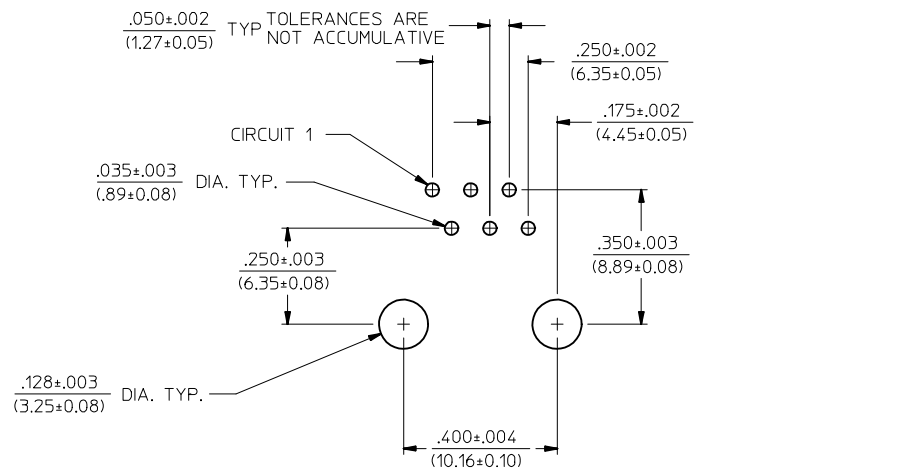 .050±.002
(1.27±0.05)
TYP
TOLERANCES ARE
NOT ACCUMULATIVE
.250±.002
(6.35±0.05)
.175±.002
(4.45±0.05)
CIRCUIT 1
.035±.003
(.89±0.08)
DIA. TYP.
.250±.003
(6.35±0.08)
.350±.003
(8.89±0.08)
.128±.003
(3.25±0.08)
DIA. TYP.
.400±.004
(10.16±0.10)